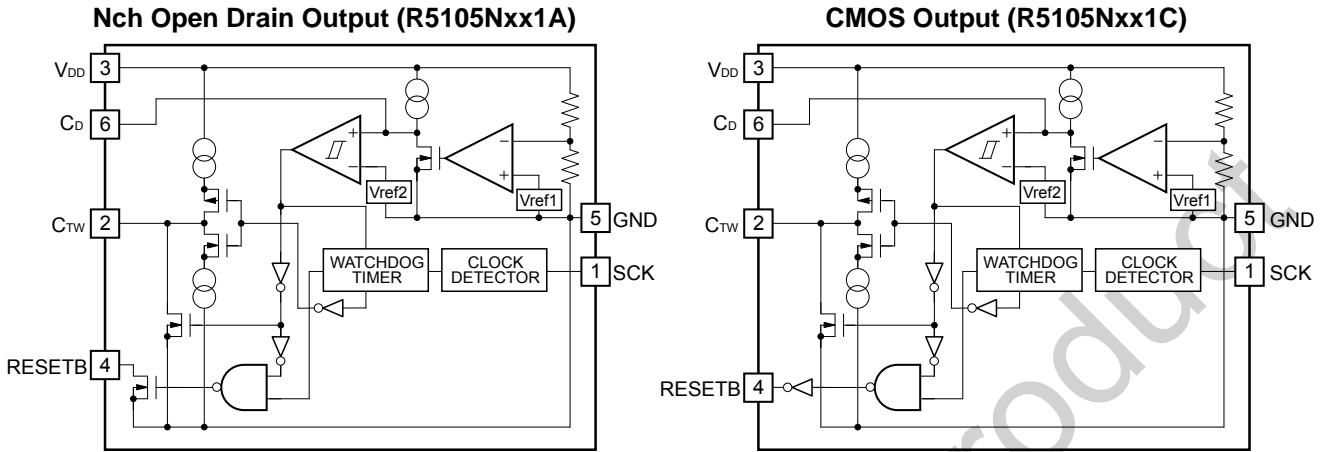 Nch Open Drain Output (R5105Nxx1A)
VDD 3
CD 6
CTW 2
RESETB 4
+
−
−
+
Vref2
Vref1
5 GND
1 SCK
WATCHDOG
TIMER
CLOCK
DETECTOR
CMOS Output (R5105Nxx1C)
VDD 3
CD 6
CTW 2
RESETB 4
+
−
−
+
Vref2
Vref1
5 GND
1 SCK
WATCHDOG
TIMER
CLOCK
DETECTOR
roduct